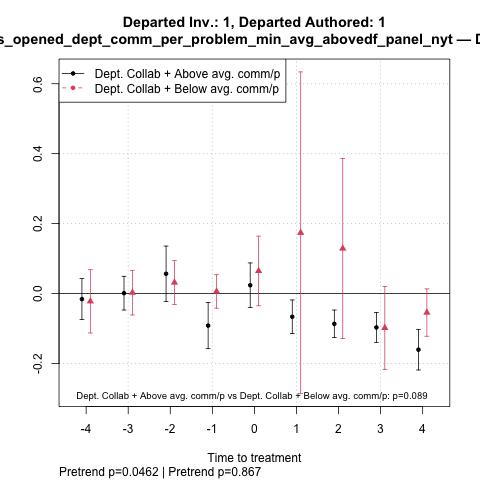 Departed Inv.: 1, Departed Authored: 1
s_opened_dept_comm_per_problem_min_avg_abovedf_panel_nyt — D
Dept. Collab + Above avg. comm/p
Dept. Collab + Below avg. comm/p
0.6
0.4
0.2
0.0
-0.2
Dept. Collab + Above avg. comm/p vs Dept. Collab + Below avg. comm/p: p=0.089
-4 -3 -2 -1 0 1 2 3 4
Time to treatment
Pretrend p=0.0462 | Pretrend p=0.867